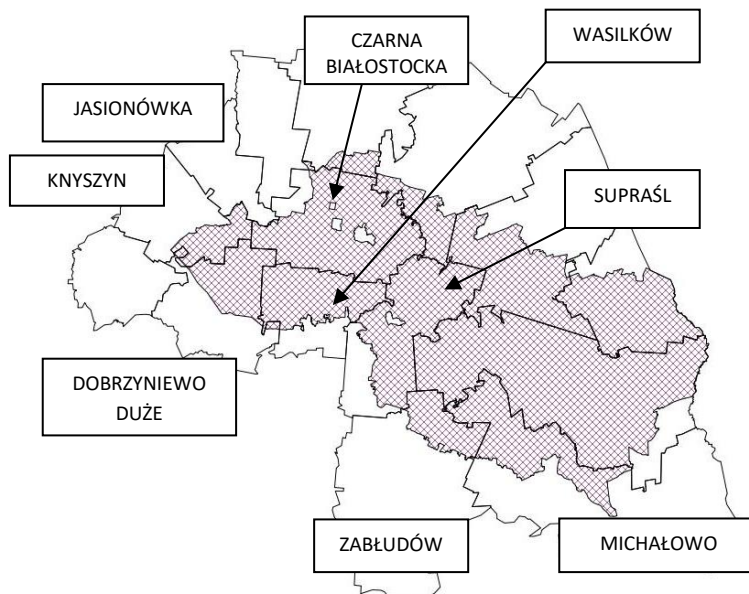 CZARNA
BIAŁOSTOCKA
WASILKÓW
JASIONÓWKA
KNYSZYN
SUPRAŚL
DOBRZYNIEWO
DUŻE
ZABŁUDÓW
MICHAŁOWO